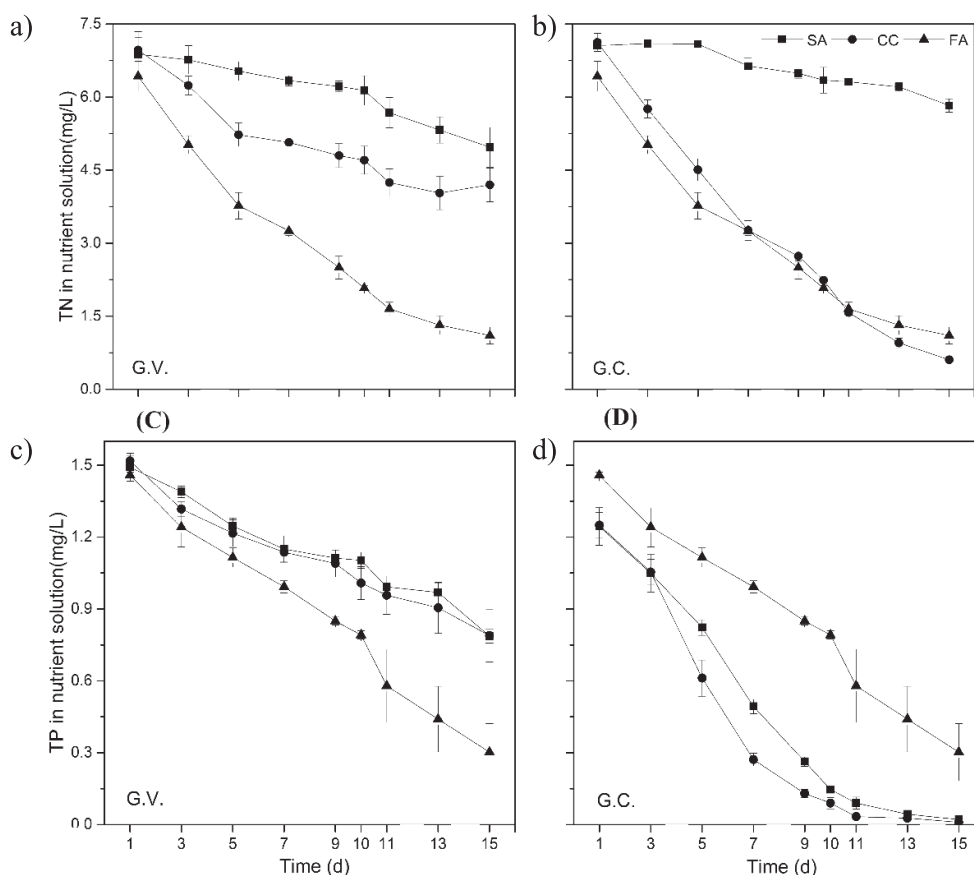 a)
7.5
6.0
4.5
3.0
1.5
0.0
TN in nutrient solution(mg/L)
G.V.
b)
SA CC FA
G.C.
(C) (D)
c)
1.5
1.2
0.9
0.6
0.3
0.0
TP in nutrient solution(mg/L)
G.V.
1 3 5 7 9 10 11 13 15
Time (d)
d)
G.C.
1 3 5 7 9 10 11 13 15
Time (d)